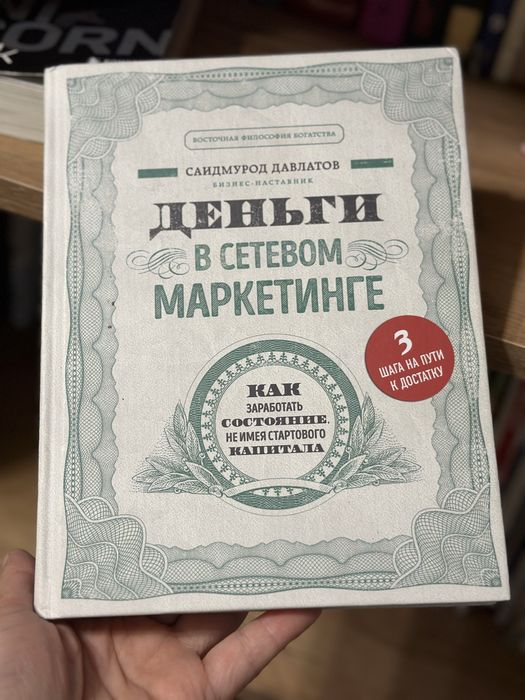 ORN
ВОСТОЧНАЯ ФИЛОСОФИЯ БОГАТСТВА
САИДМУРОД ДАВЛАТОВ
БИЗНЕС-НАСТАВНИК
ДЕНЬГИ
В СЕТЕВОМ
МАРКЕТИНГЕ
3
ШАГА НА ПУТИ
К ДОСТАТКУ
КАК
ЗАРАБОТАТЬ
СОСТОЯНИЕ,
НЕ ИМЕЯ СТАРТОВОГО
КАПИТАЛА